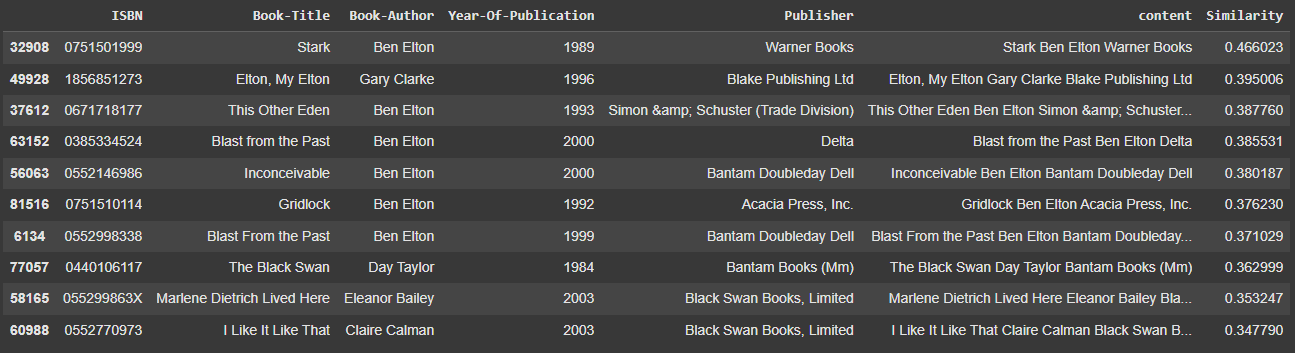 ISBN Book-Title Book-Author Year-Of-Publication Publisher content Similarity
32908 0751501999 Stark Ben Elton 1989 Warner Books Stark Ben Elton Warner Books 0.466023
49928 1856851273 Elton, My Elton Gary Clarke 1996 Blake Publishing Ltd Elton, My Elton Gary Clarke Blake Publishing Ltd 0.395006
37612 0671718177 This Other Eden Ben Elton 1993 Simon &amp; Schuster (Trade Division) This Other Eden Ben Elton Simon &amp; Schuster... 0.387760
63152 0385334524 Blast from the Past Ben Elton 2000 Delta Blast from the Past Ben Elton Delta 0.385531
56063 0552146986 Inconceivable Ben Elton 2000 Bantam Doubleday Dell Inconceivable Ben Elton Bantam Doubleday Dell 0.380187
81516 0751510114 Gridlock Ben Elton 1992 Acacia Press, Inc. Gridlock Ben Elton Acacia Press, Inc. 0.376230
6134 0552998338 Blast From the Past Ben Elton 1999 Bantam Doubleday Dell Blast From the Past Ben Elton Bantam Doubleday... 0.371029
77057 0440106117 The Black Swan Day Taylor 1984 Bantam Books (Mm) The Black Swan Day Taylor Bantam Books (Mm) 0.362999
58165 055299863X Marlene Dietrich Lived Here Eleanor Bailey 2003 Black Swan Books, Limited Marlene Dietrich Lived Here Eleanor Bailey Bla... 0.353247
60988 0552770973 I Like It Like That Claire Calman 2003 Black Swan Books, Limited I Like It Like That Claire Calman Black Swan B... 0.347790